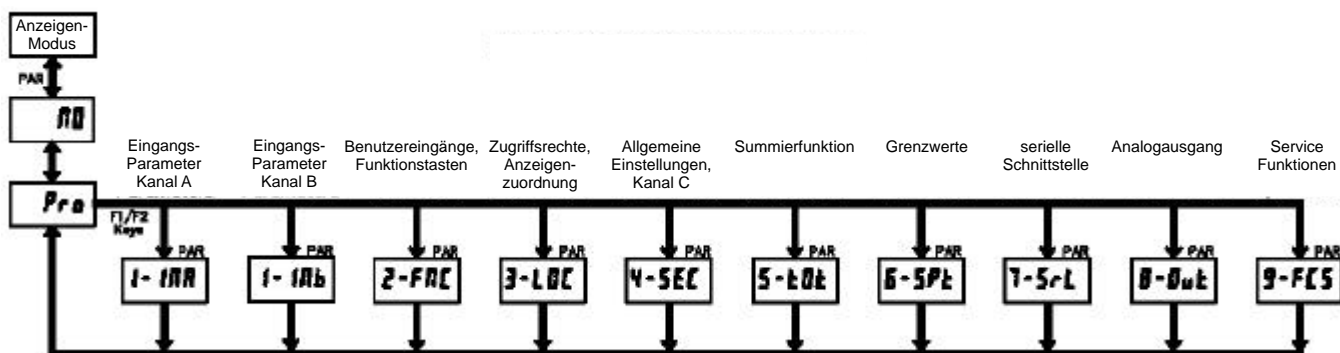 Anzeigen-
Modus
PAR
NO
Eingangs-
Parameter
Kanal A
Eingangs-
Parameter
Kanal B
Benutzereingänge,
Funktionstasten
Zugriffsrechte,
Anzeigen-
zuordnung
Allgemeine
Einstellungen,
Kanal C
Summierfunktion
Grenzwerte
serielle
Schnittstelle
Analogausgang
Service
Funktionen
Pro
F1/F2
Keys
PAR
PAR
PAR
PAR
PAR
PAR
PAR
PAR
PAR
PAR
1-INA
1-INb
2-FNC
3-LOC
4-SEC
5-tOt
6-SPt
7-SrL
8-Out
9-FCS